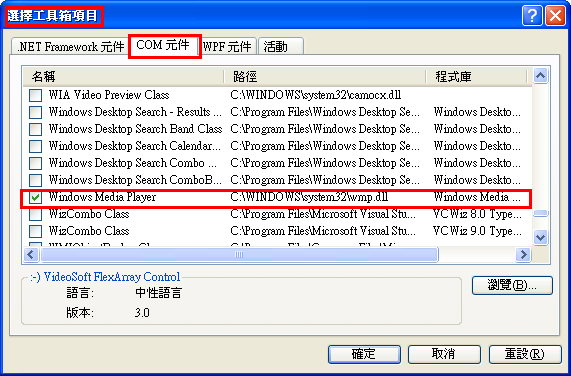 選擇工具箱項目
.NET Framework 元件 COM 元件 WPF 元件 活動
名稱 路徑 程式庫
WIA Video Preview Class C:\WINDOWS\system32\camocx.dll
Windows Desktop Search - Results ... C:\Program Files\Windows Desktop Se... Windows Deskto...
Windows Desktop Search Band Class C:\Program Files\Windows Desktop Se... Windows Deskto...
Windows Desktop Search Calendar... C:\Program Files\Windows Desktop Se... Windows Deskto...
Windows Desktop Search Combo ... C:\Program Files\Windows Desktop Se... Windows Deskto...
Windows Desktop Search ComboB... C:\Program Files\Windows Desktop Se... Windows Deskto...
Windows Media Player C:\WINDOWS\system32\wmp.dll Windows Media ...
WizCombo Class C:\Program Files\Microsoft Visual Stu... VCWiz 8.0 Type...
WizCombo Class C:\Program Files\Microsoft Visual Stu... VCWiz 9.0 Type...
:-) VideoSoft FlexArray Control
語言: 中性語言
版本: 3.0
瀏覽(B)...
確定 取消 重設(R)